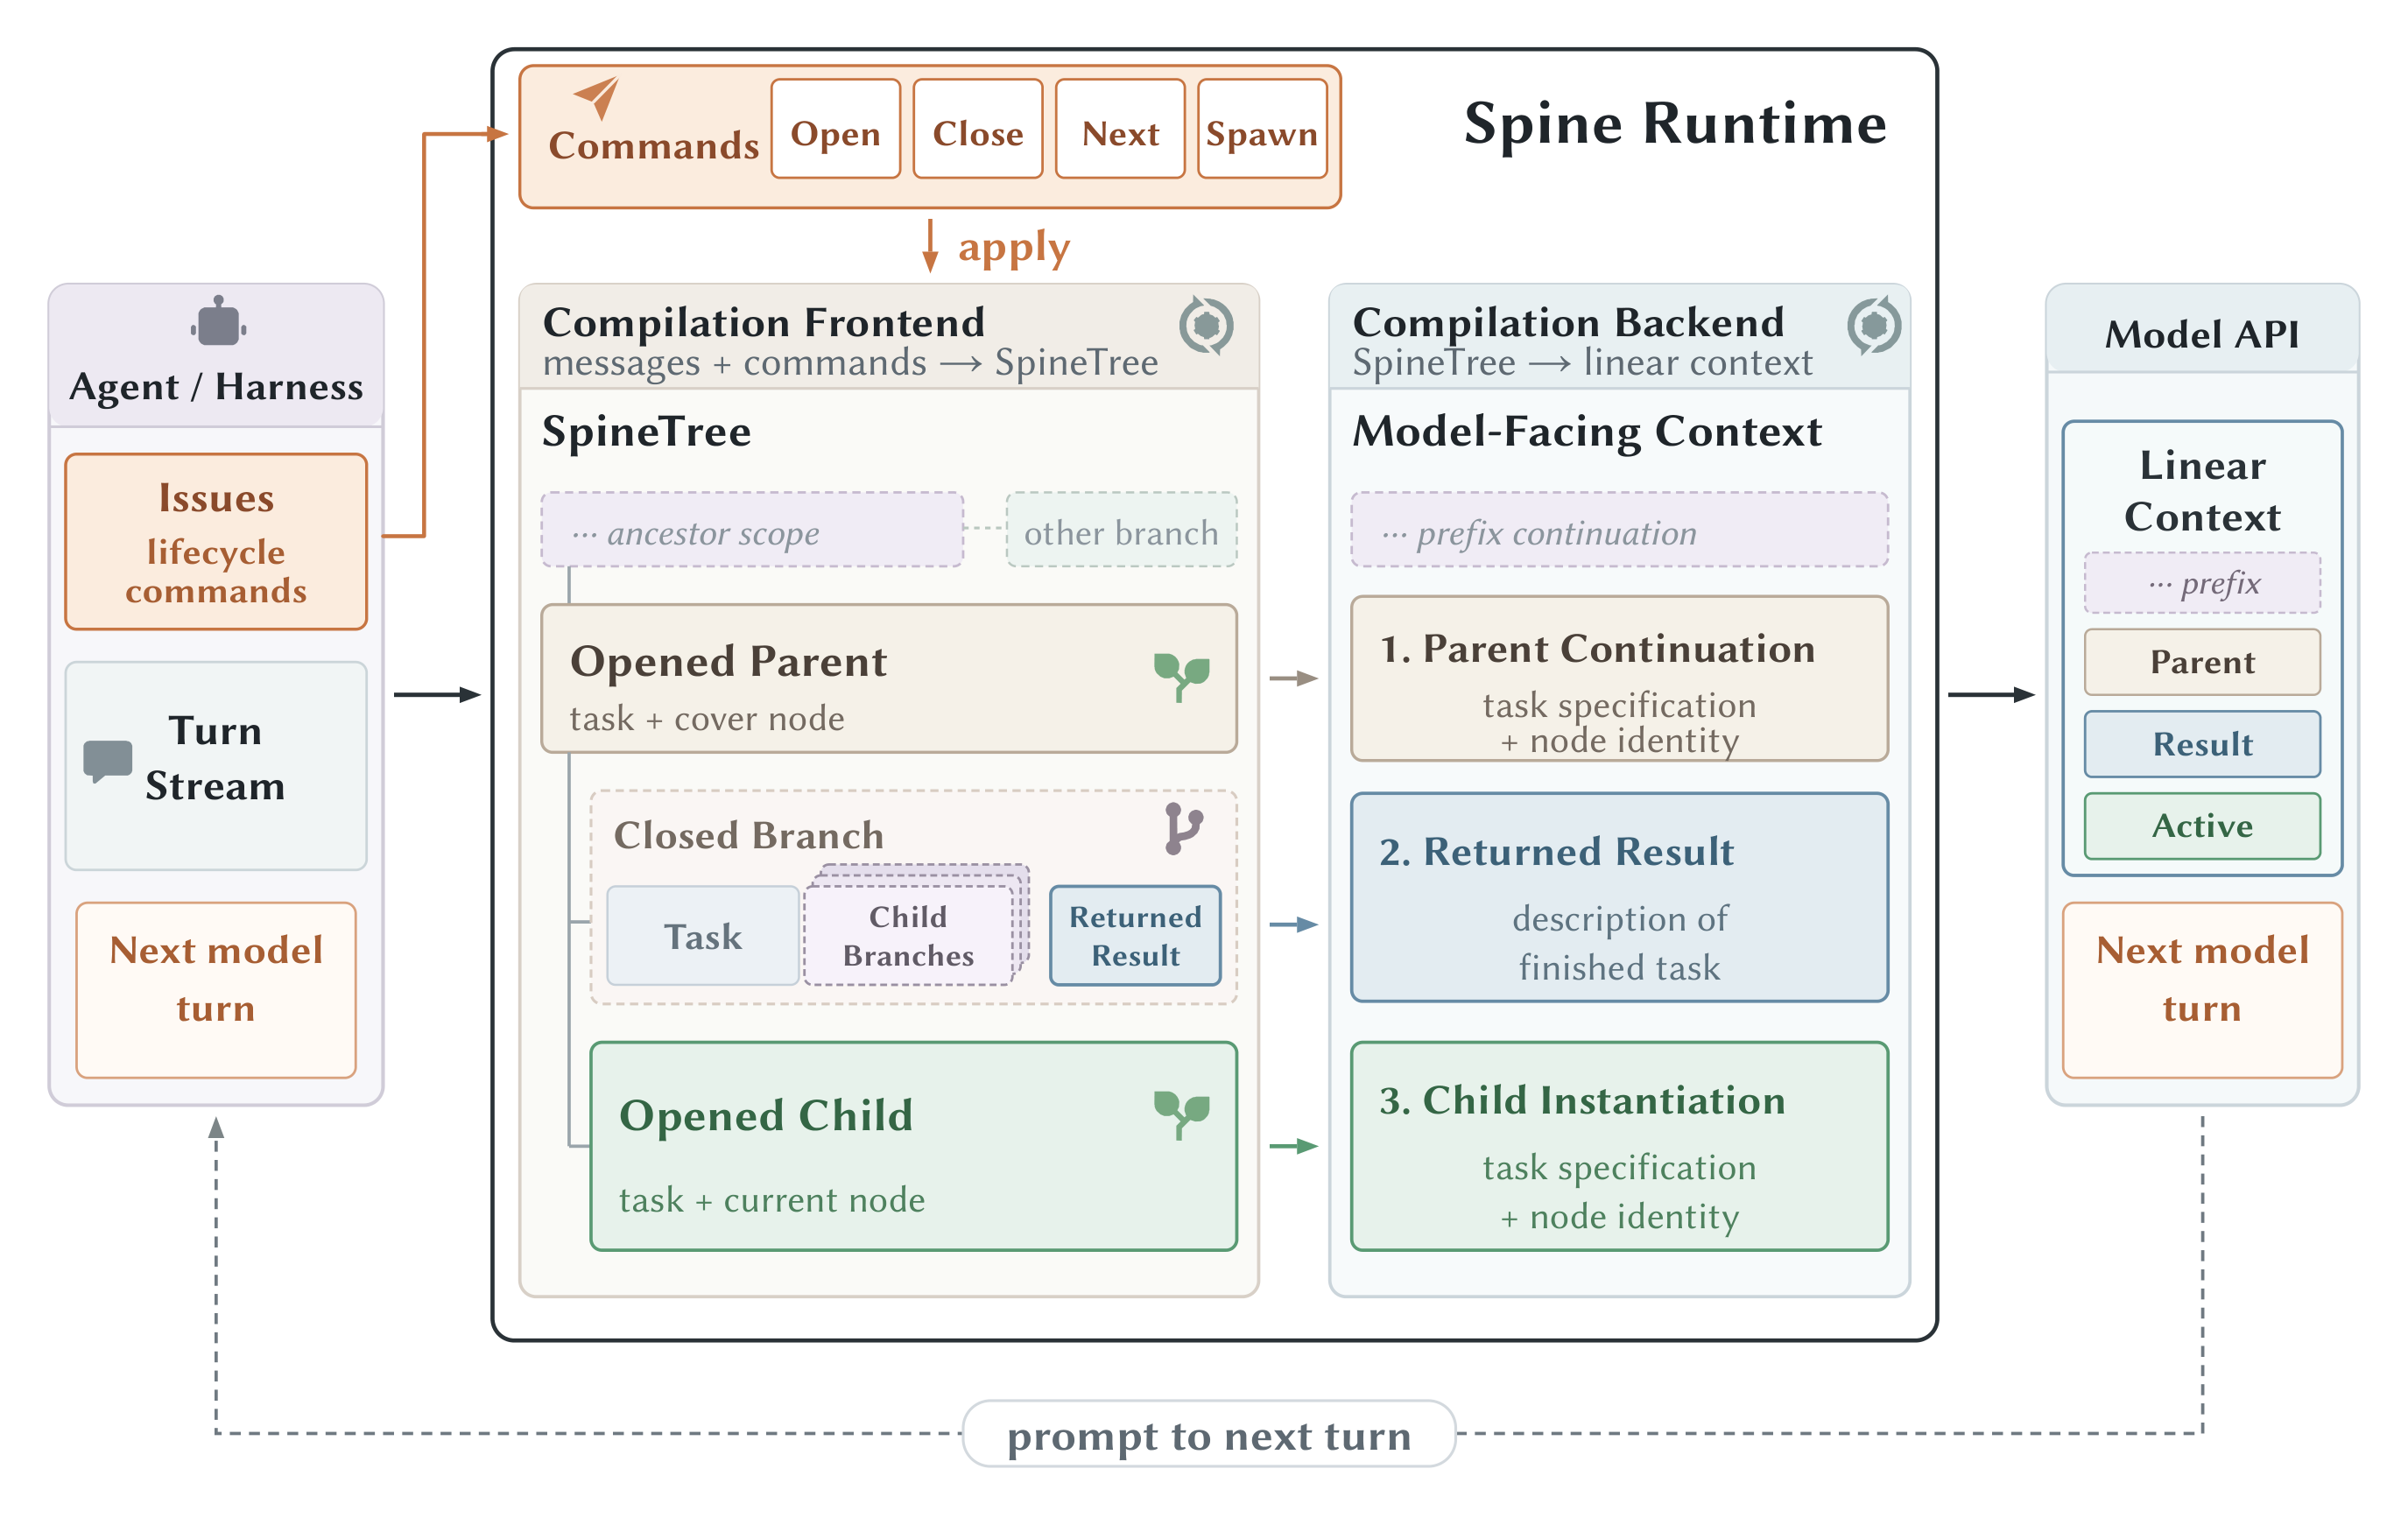 Spine Runtime
Commands
Open
Close
Next
Spawn
apply
Agent / Harness
Issues
lifecycle
commands
Turn
Stream
Next model
turn
Compilation Frontend
messages + commands → SpineTree
SpineTree
··· ancestor scope
other branch
Opened Parent
task + cover node
Closed Branch
Task
Child
Branches
Returned
Result
Opened Child
task + current node
Compilation Backend
SpineTree → linear context
Model-Facing Context
··· prefix continuation
1. Parent Continuation
task specification
+ node identity
2. Returned Result
description of
finished task
3. Child Instantiation
task specification
+ node identity
Model API
Linear
Context
··· prefix
Parent
Result
Active
Next model
turn
prompt to next turn